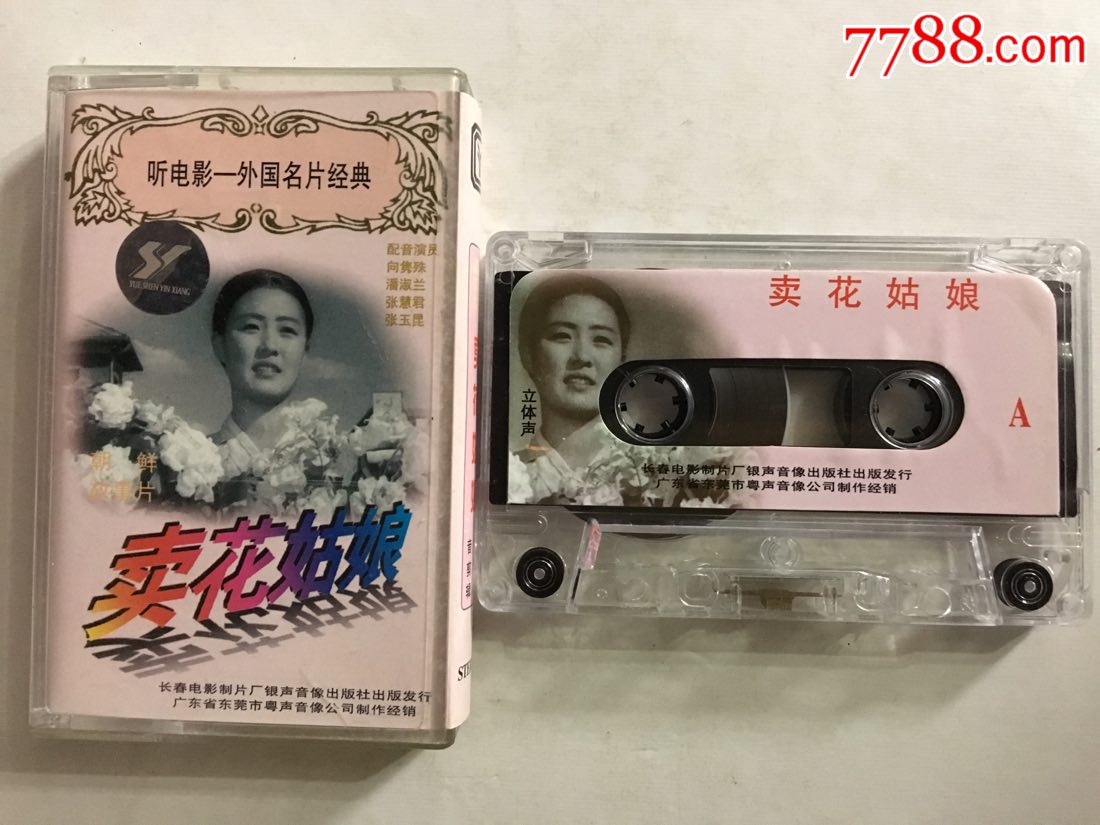 7788.com
听电影—外国名片经典
YUE SHEN YIN XIANG
配音演员
向隽殊
潘淑兰
张慧君
张玉昆
朝鲜
故事片
卖花姑娘
长春电影制片厂银声音像出版社出版发行
广东省东莞市粤声音像公司制作经销
卖花姑娘
立体声
A
长春电影制片厂银声音像出版社出版发行
广东省东莞市粤声音像公司制作经销